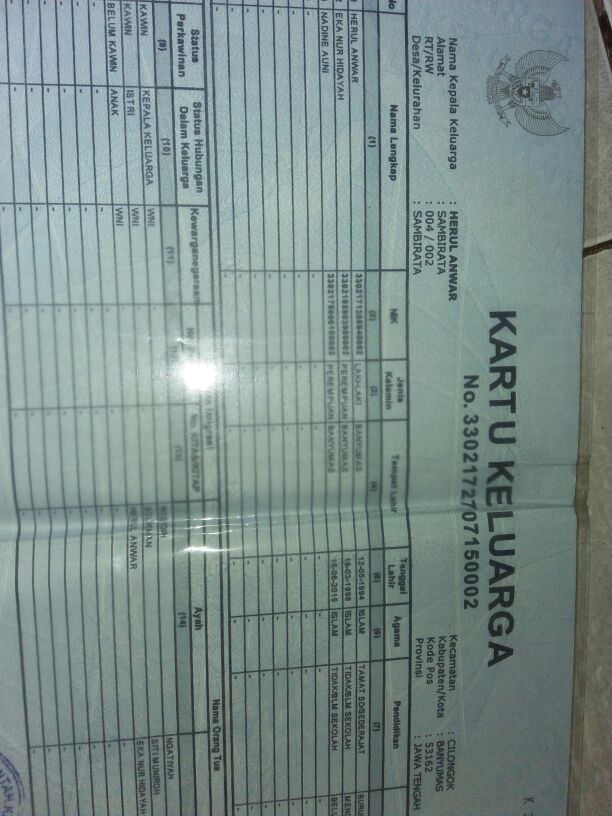 KARTU KELUARGA
No. 3302172707150002
Nama Kepala Keluarga : HERUL ANWAR
Alamat : SAMBIRATA
RT/RW : 004 / 002
Desa/Kelurahan : SAMBIRATA
Kecamatan : CILONGOK
Kabupaten/Kota : BANYUMAS
Kode Pos : 53162
Provinsi : JAWA TENGAH
No Nama Lengkap NIK Jenis Kelamin Tempat Lahir Tanggal Lahir Agama Pendidikan
(1) (2) (3) (4) (5) (6) (7)
HERUL ANWAR LAKI-LAKI BANYUMAS 12-05-1994 ISLAM TAMAT SD/SEDERAJAT
EKA NUR HIDAYAH PEREMPUAN BANYUMAS 19-03-1998 ISLAM TIDAK/BLM SEKOLAH
NADINE AUNI PEREMPUAN BANYUMAS ISLAM TIDAK/BLM SEKOLAH
Status Perkawinan Status Hubungan Dalam Keluarga Kewarganegaraan No. KITAS/KITAP Nama Orang Tua
Ayah
(9) (10) (11) (13) (14)
KAWIN KEPALA KELUARGA WNI NGATIYAH
KAWIN ISTRI WNI SITI MUNIROH
BELUM KAWIN ANAK WNI HERUL ANWAR EKA NUR HIDAYAH